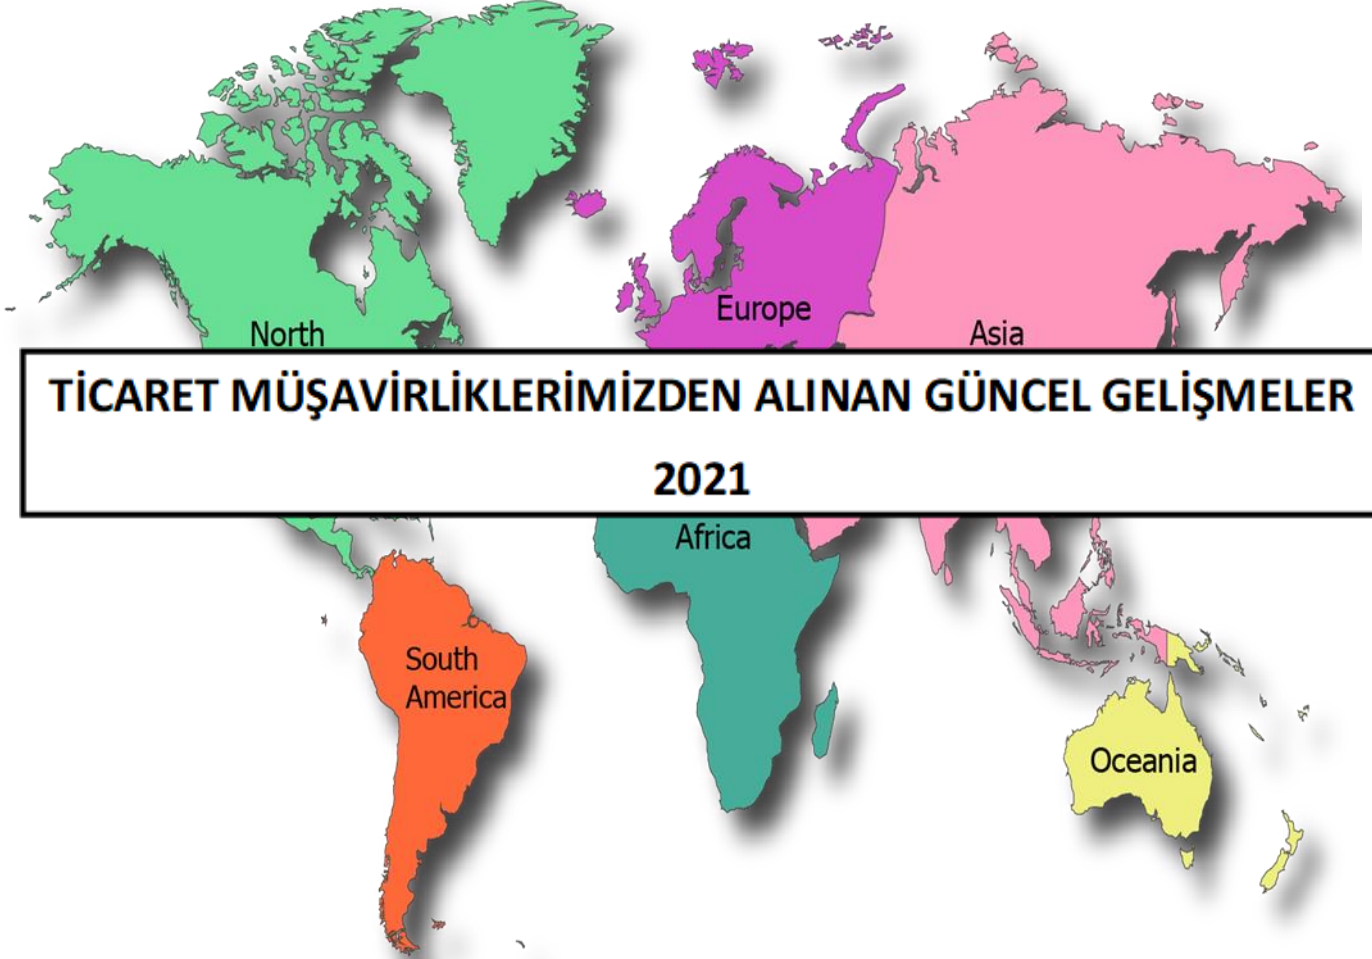 North
Europe
Asia
TİCARET MÜŞAVİRLİKLERİMİZDEN ALINAN GÜNCEL GELİŞMELER
2021
Africa
South
America
Oceania